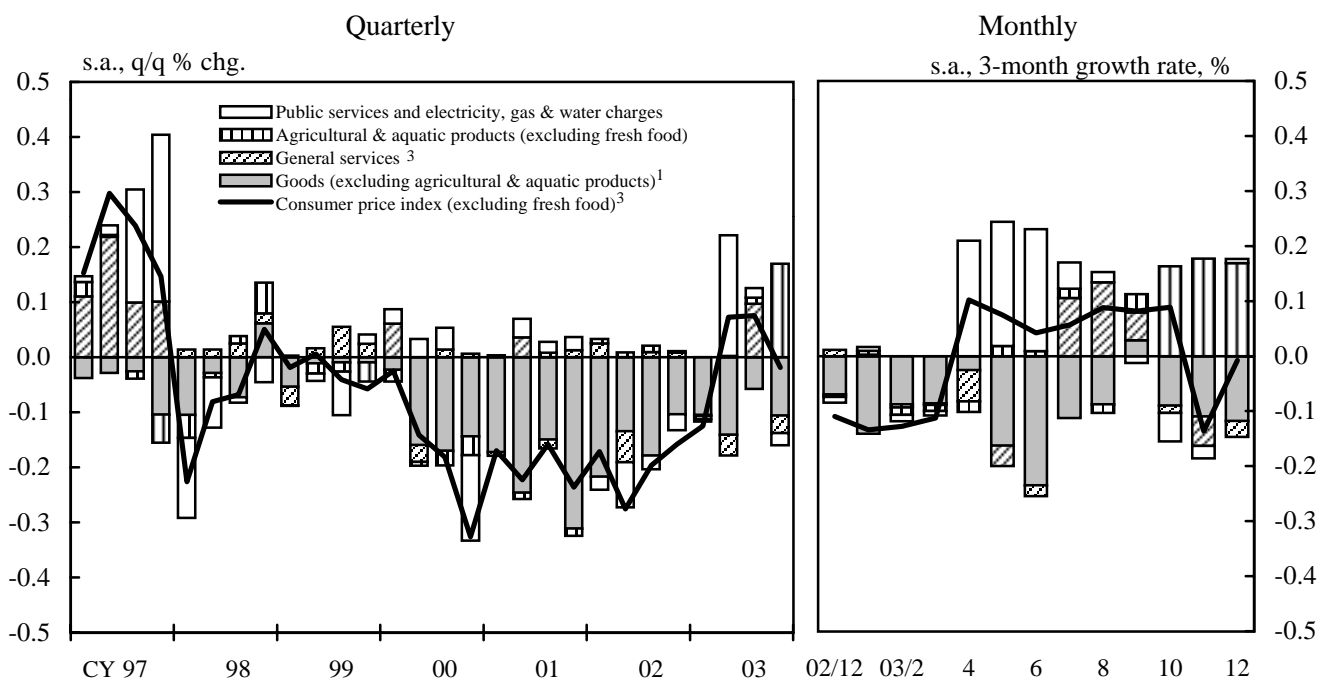 Quarterly
Monthly
s.a., q/q % chg.
s.a., 3-month growth rate, %
0.5
0.4
0.3
0.2
0.1
0.0
-0.1
-0.2
-0.3
-0.4
-0.5
Public services and electricity, gas & water charges
Agricultural & aquatic products (excluding fresh food)
General services 3
Goods (excluding agricultural & aquatic products)1
Consumer price index (excluding fresh food)3
0.5
0.4
0.3
0.2
0.1
0.0
-0.1
-0.2
-0.3
-0.4
-0.5
CY 97 98 99 00 01 02 03
02/12 03/2 4 6 8 10 12